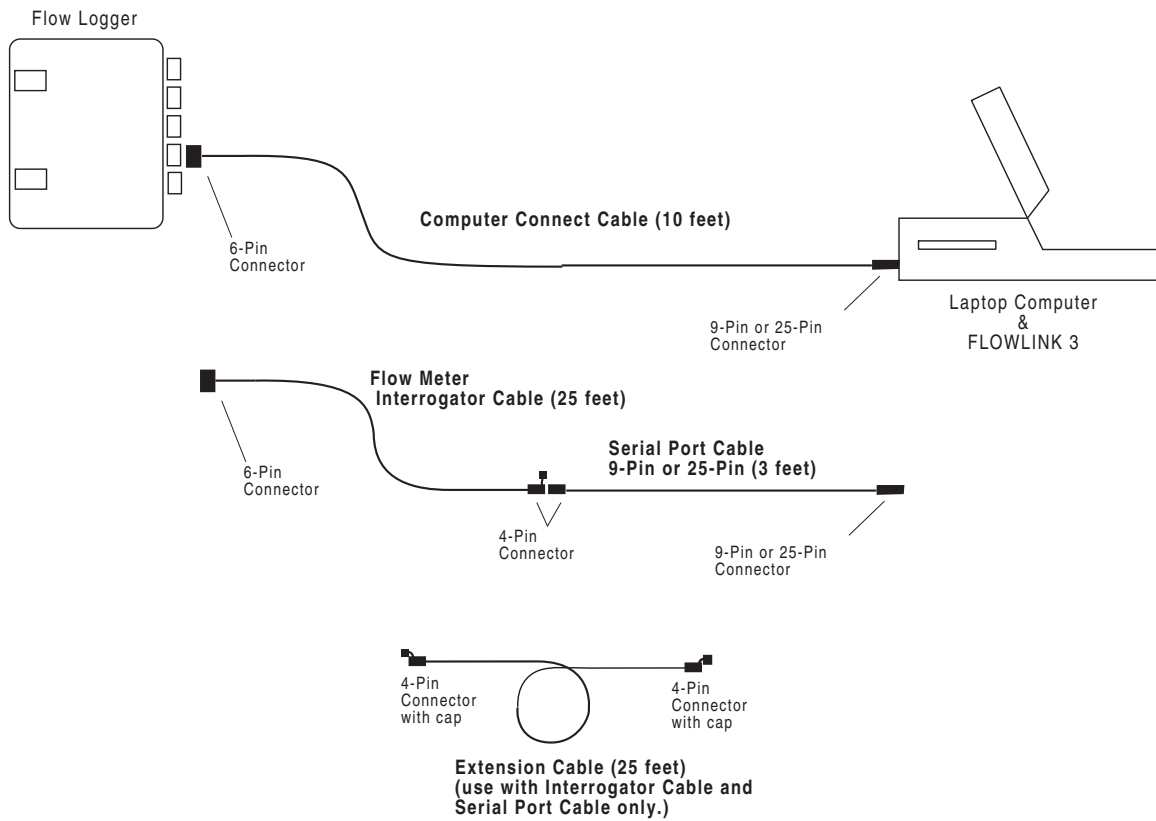 Flow Logger
6-Pin
Connector
Computer Connect Cable (10 feet)
9-Pin or 25-Pin
Connector
Laptop Computer
&
FLOWLINK 3
Flow Meter
Interrogator Cable (25 feet)
6-Pin
Connector
Serial Port Cable
9-Pin or 25-Pin (3 feet)
4-Pin
Connector
9-Pin or 25-Pin
Connector
4-Pin
Connector
with cap
4-Pin
Connector
with cap
Extension Cable (25 feet)
(use with Interrogator Cable and
Serial Port Cable only.)